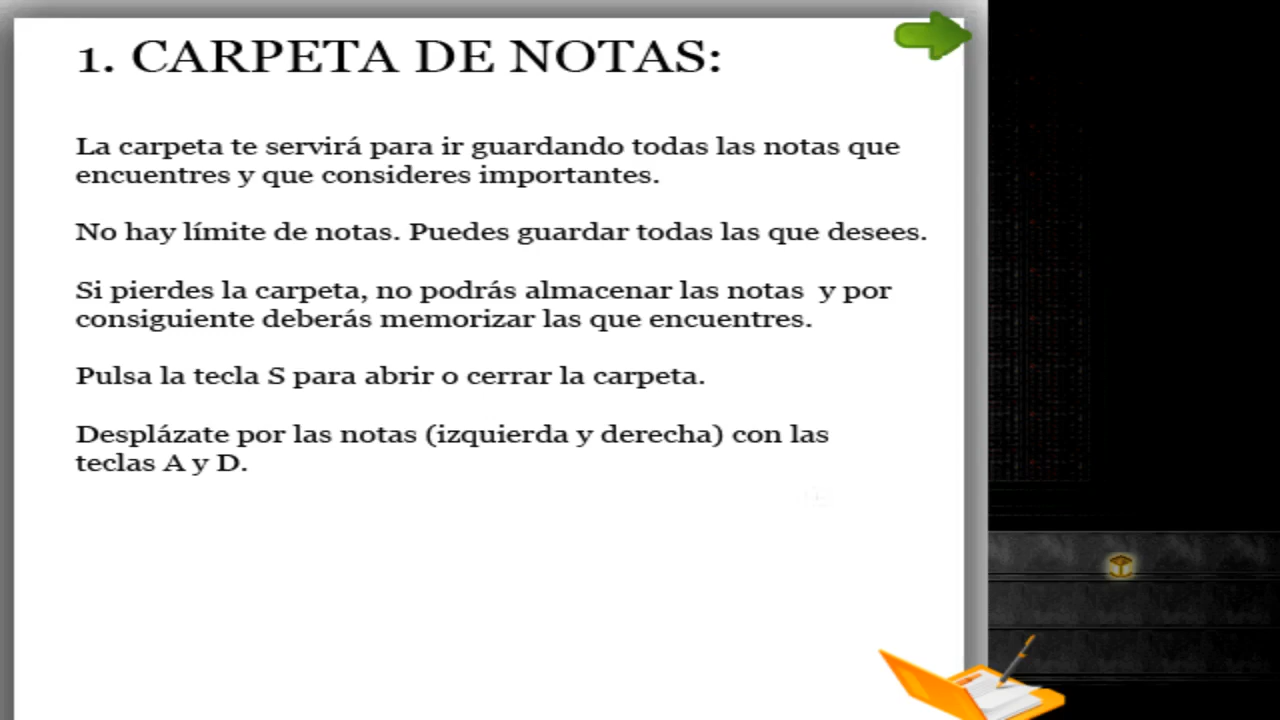 1. CARPETA DE NOTAS:
La carpeta te servirá para ir guardando todas las notas que
encuentres y que consideres importantes.
No hay límite de notas. Puedes guardar todas las que desees.
Si pierdes la carpeta, no podrás almacenar las notas  y por
consiguiente deberás memorizar las que encuentres.
Pulsa la tecla S para abrir o cerrar la carpeta.
Desplázate por las notas (izquierda y derecha) con las
teclas A y D.